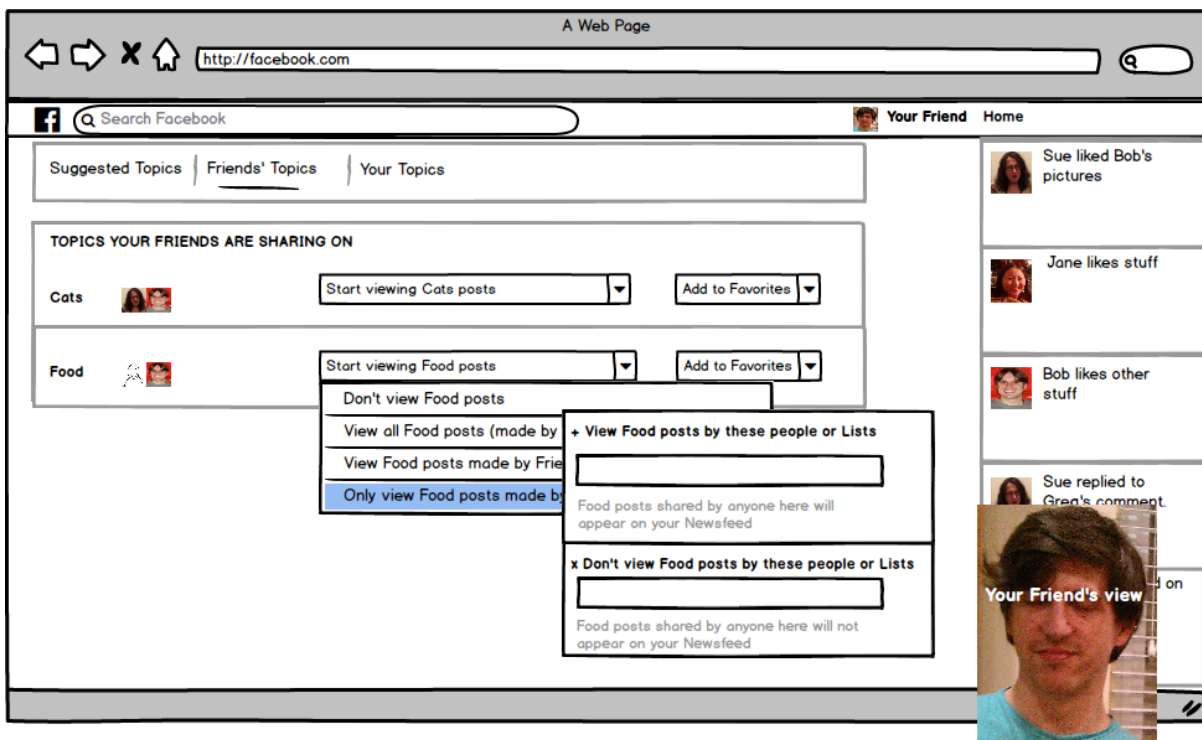 A Web Page
http://facebook.com
f
Search Facebook
Your Friend Home
Suggested Topics Friends' Topics Your Topics
TOPICS YOUR FRIENDS ARE SHARING ON
Cats Start viewing Cats posts Add to Favorites
Food Start viewing Food posts Add to Favorites
Don't view Food posts
View all Food posts (made by
View Food posts made by Frie
Only view Food posts made by
+ View Food posts by these people or Lists
Food posts shared by anyone here will
appear on your Newsfeed
x Don't view Food posts by these people or Lists
Food posts shared by anyone here will not
appear on your Newsfeed
Sue liked Bob's
pictures
Jane likes stuff
Bob likes other
stuff
Sue replied to
Greg's comment.
on
Your Friend's view